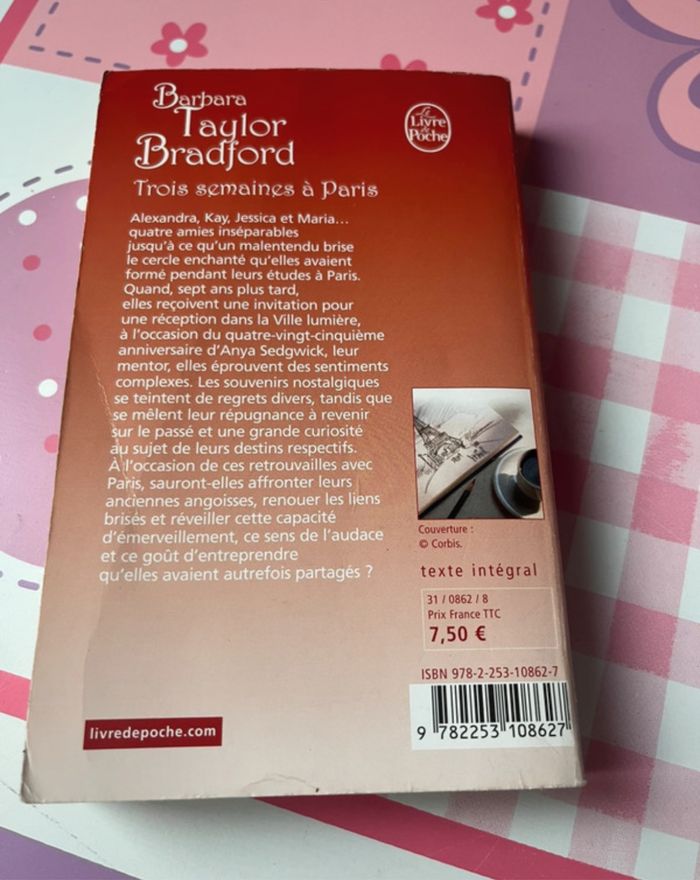 Barbara
Taylor
Bradford
Le
Livre
de
Poche
Trois semaines à Paris
Alexandra, Kay, Jessica et Maria...
quatre amies inséparables
jusqu'à ce qu'un malentendu brise
le cercle enchanté qu'elles avaient
formé pendant leurs études à Paris.
Quand, sept ans plus tard,
elles reçoivent une invitation pour
une réception dans la Ville lumière,
à l'occasion du quatre-vingt-cinquième
anniversaire d'Anya Sedgwick, leur
mentor, elles éprouvent des sentiments
complexes. Les souvenirs nostalgiques
se teintent de regrets divers, tandis que
se mêlent leur répugnance à revenir
sur le passé et une grande curiosité
au sujet de leurs destins respectifs.
À l'occasion de ces retrouvailles avec
Paris, sauront-elles affronter leurs
anciennes angoisses, renouer les liens
brisés et réveiller cette capacité
d'émerveillement, ce sens de l'audace
et ce goût d'entreprendre
qu'elles avaient autrefois partagés ?
Couverture :
© Corbis.
texte intégral
31 / 0862 / 8
Prix France TTC
7,50 €
ISBN 978-2-253-10862-7
9 782253 108627
livredepoche.com